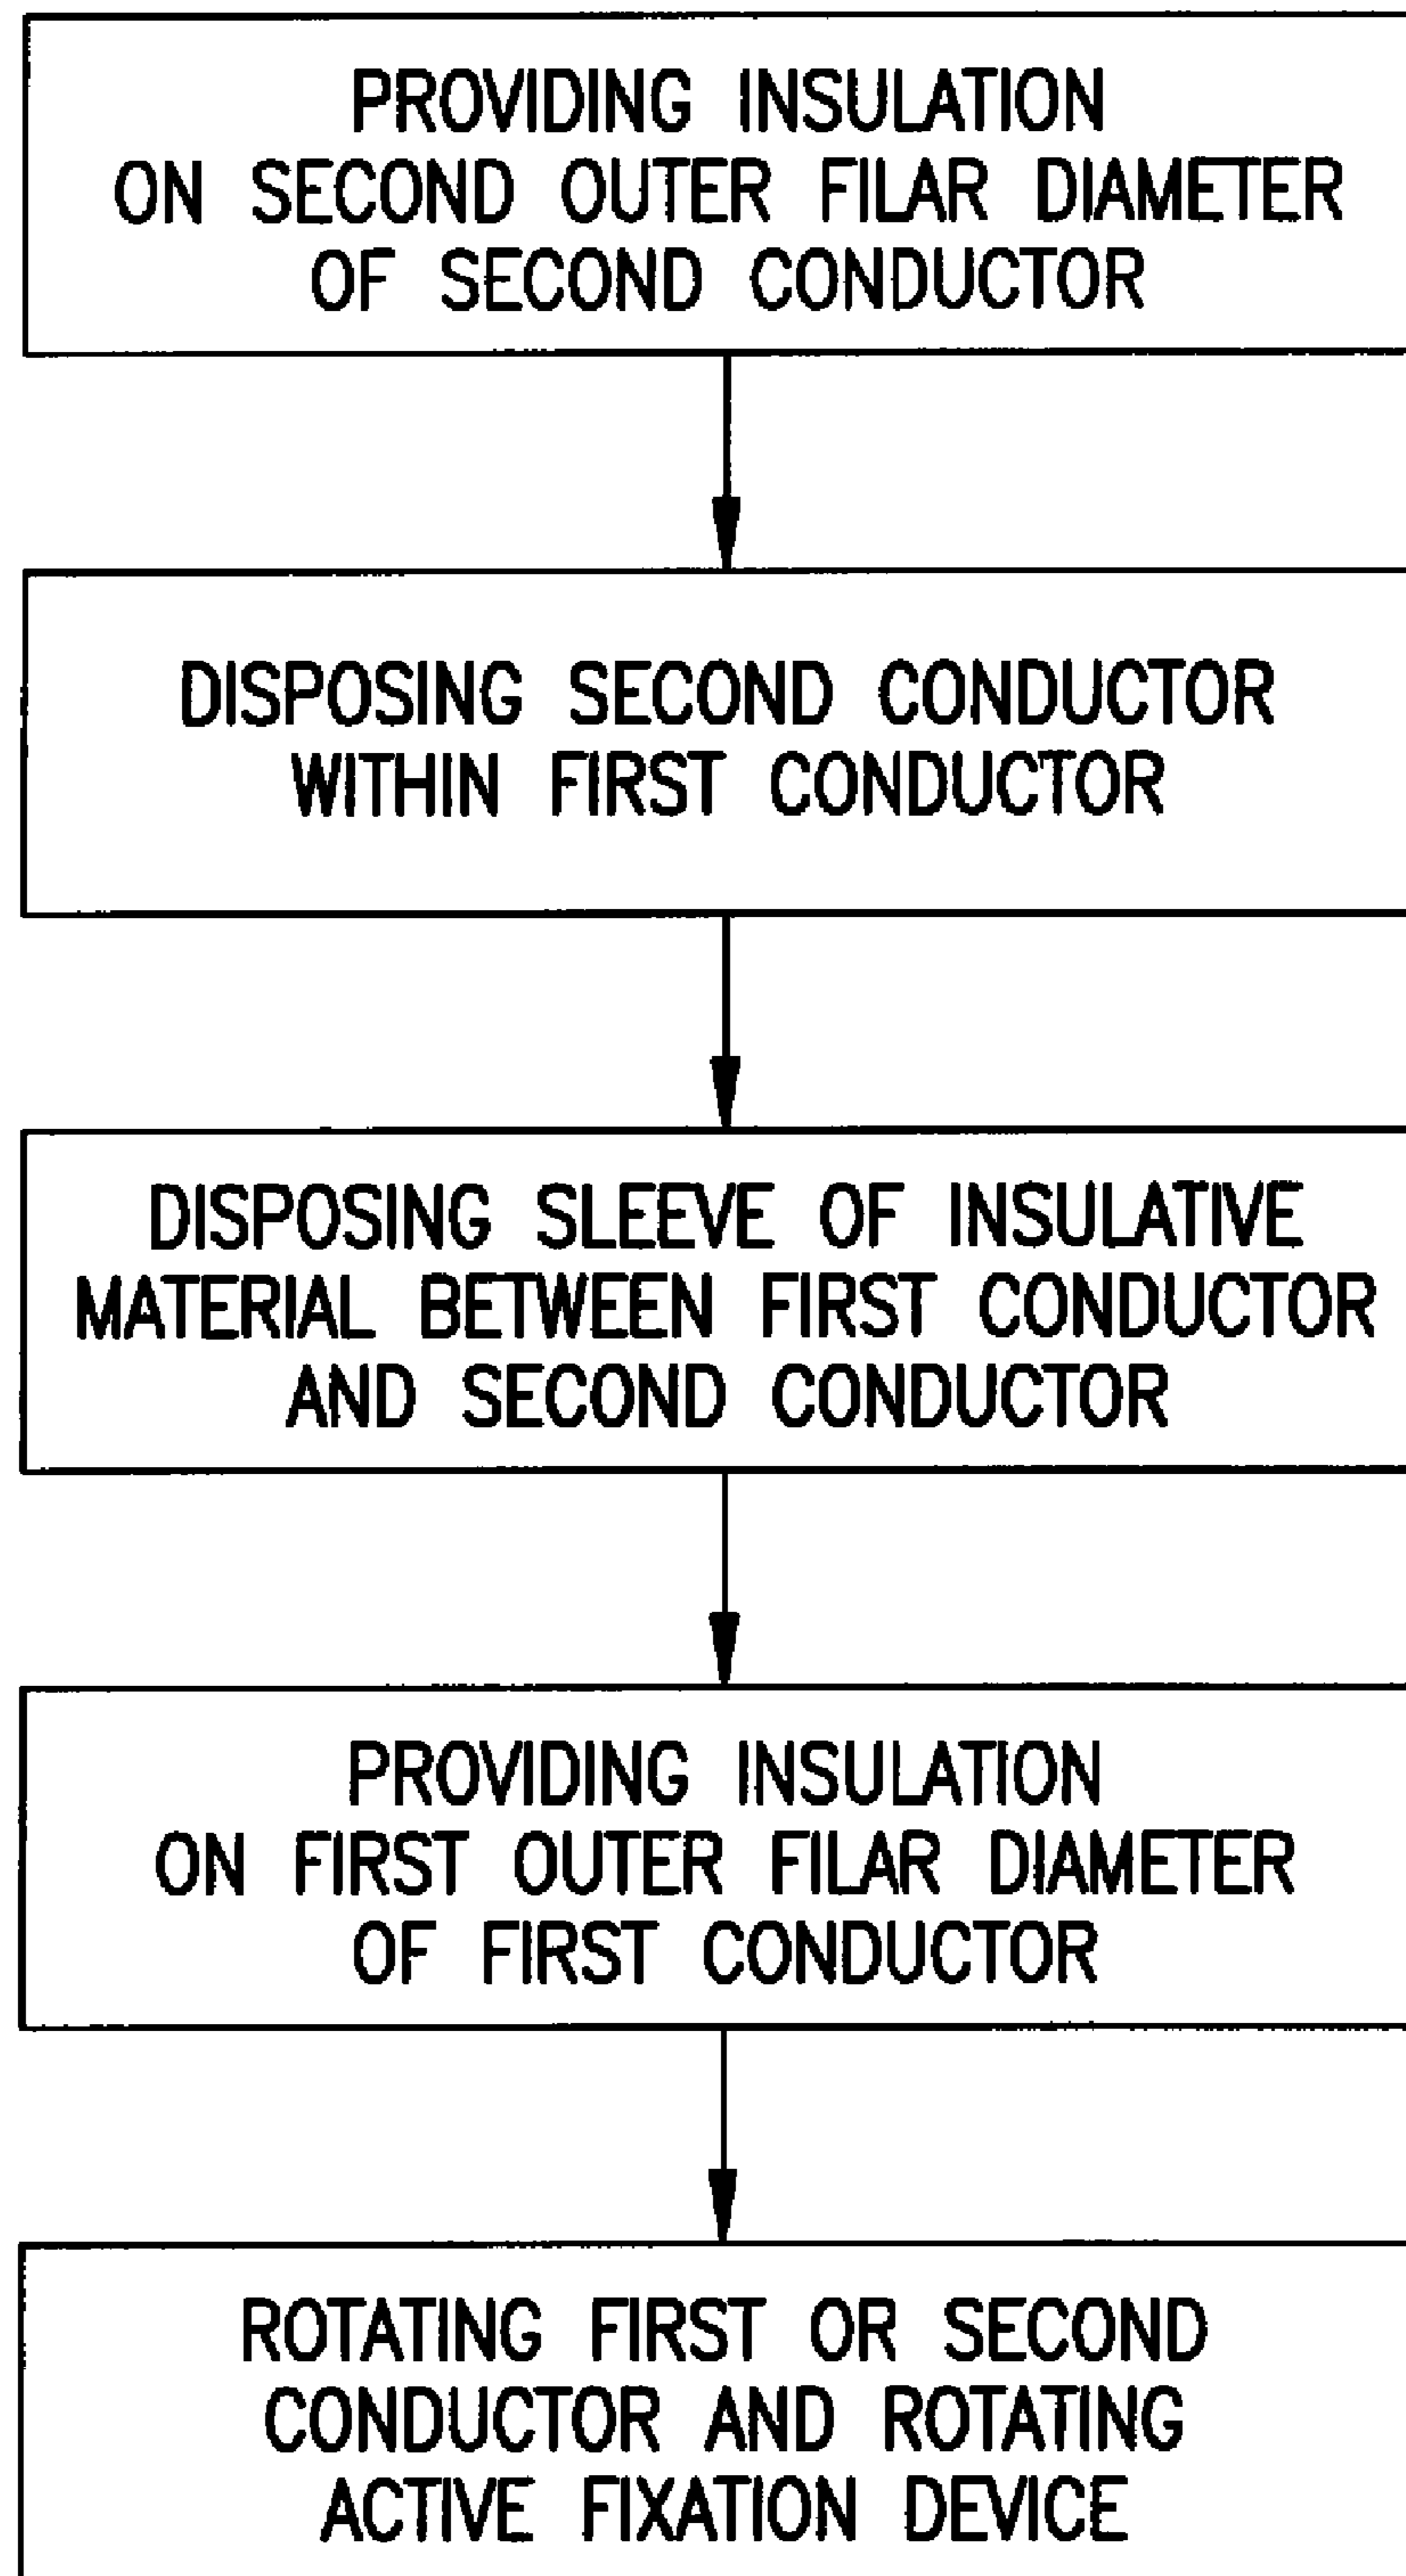 PROVIDING INSULATION
ON SECOND OUTER FILAR DIAMETER
OF SECOND CONDUCTOR
DISPOSING SECOND CONDUCTOR
WITHIN FIRST CONDUCTOR
DISPOSING SLEEVE OF INSULATIVE
MATERIAL BETWEEN FIRST CONDUCTOR
AND SECOND CONDUCTOR
PROVIDING INSULATION
ON FIRST OUTER FILAR DIAMETER
OF FIRST CONDUCTOR
ROTATING FIRST OR SECOND
CONDUCTOR AND ROTATING
ACTIVE FIXATION DEVICE